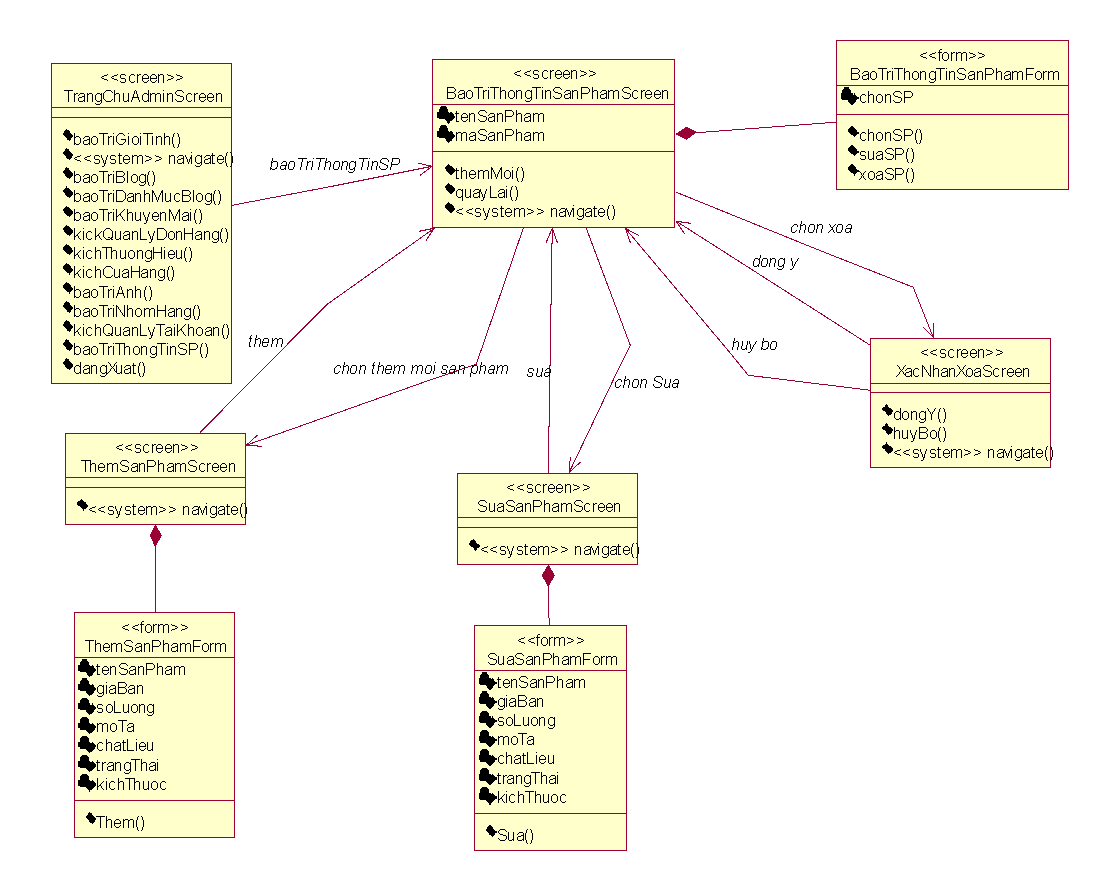 <<screen>>
TrangChuAdminScreen
baoTriGioiTinh()
<<system>> navigate()
baoTriBlog()
baoTriDanhMucBlog()
baoTriKhuyenMai()
kickQuanLyDonHang()
kichThuongHieu()
kichCuaHang()
baoTriAnh()
baoTriNhomHang()
kichQuanLyTaiKhoan()
baoTriThongTinSP()
dangXuat()
baoTriThongTinSP
<<screen>>
BaoTriThongTinSanPhamScreen
tenSanPham
maSanPham
themMoi()
quayLai()
<<system>> navigate()
<<form>>
BaoTriThongTinSanPhamForm
chonSP
chonSP()
suaSP()
xoaSP()
chon xoa
dong y
huy bo
them
chon them moi san pham
sua
chon Sua
<<screen>>
XacNhanXoaScreen
dongY()
huyBo()
<<system>> navigate()
<<screen>>
ThemSanPhamScreen
<<system>> navigate()
<<screen>>
SuaSanPhamScreen
<<system>> navigate()
<<form>>
ThemSanPhamForm
tenSanPham
giaBan
soLuong
moTa
chatLieu
trangThai
kichThuoc
Them()
<<form>>
SuaSanPhamForm
tenSanPham
giaBan
soLuong
moTa
chatLieu
trangThai
kichThuoc
Sua()